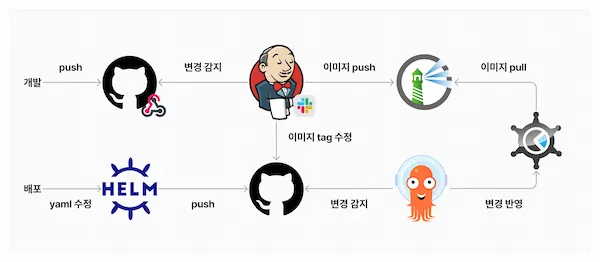 push
변경 감지
이미지 push
이미지 pull
개발
이미지 tag 수정
배포
HELM
yaml 수정
push
변경 감지
변경 반영